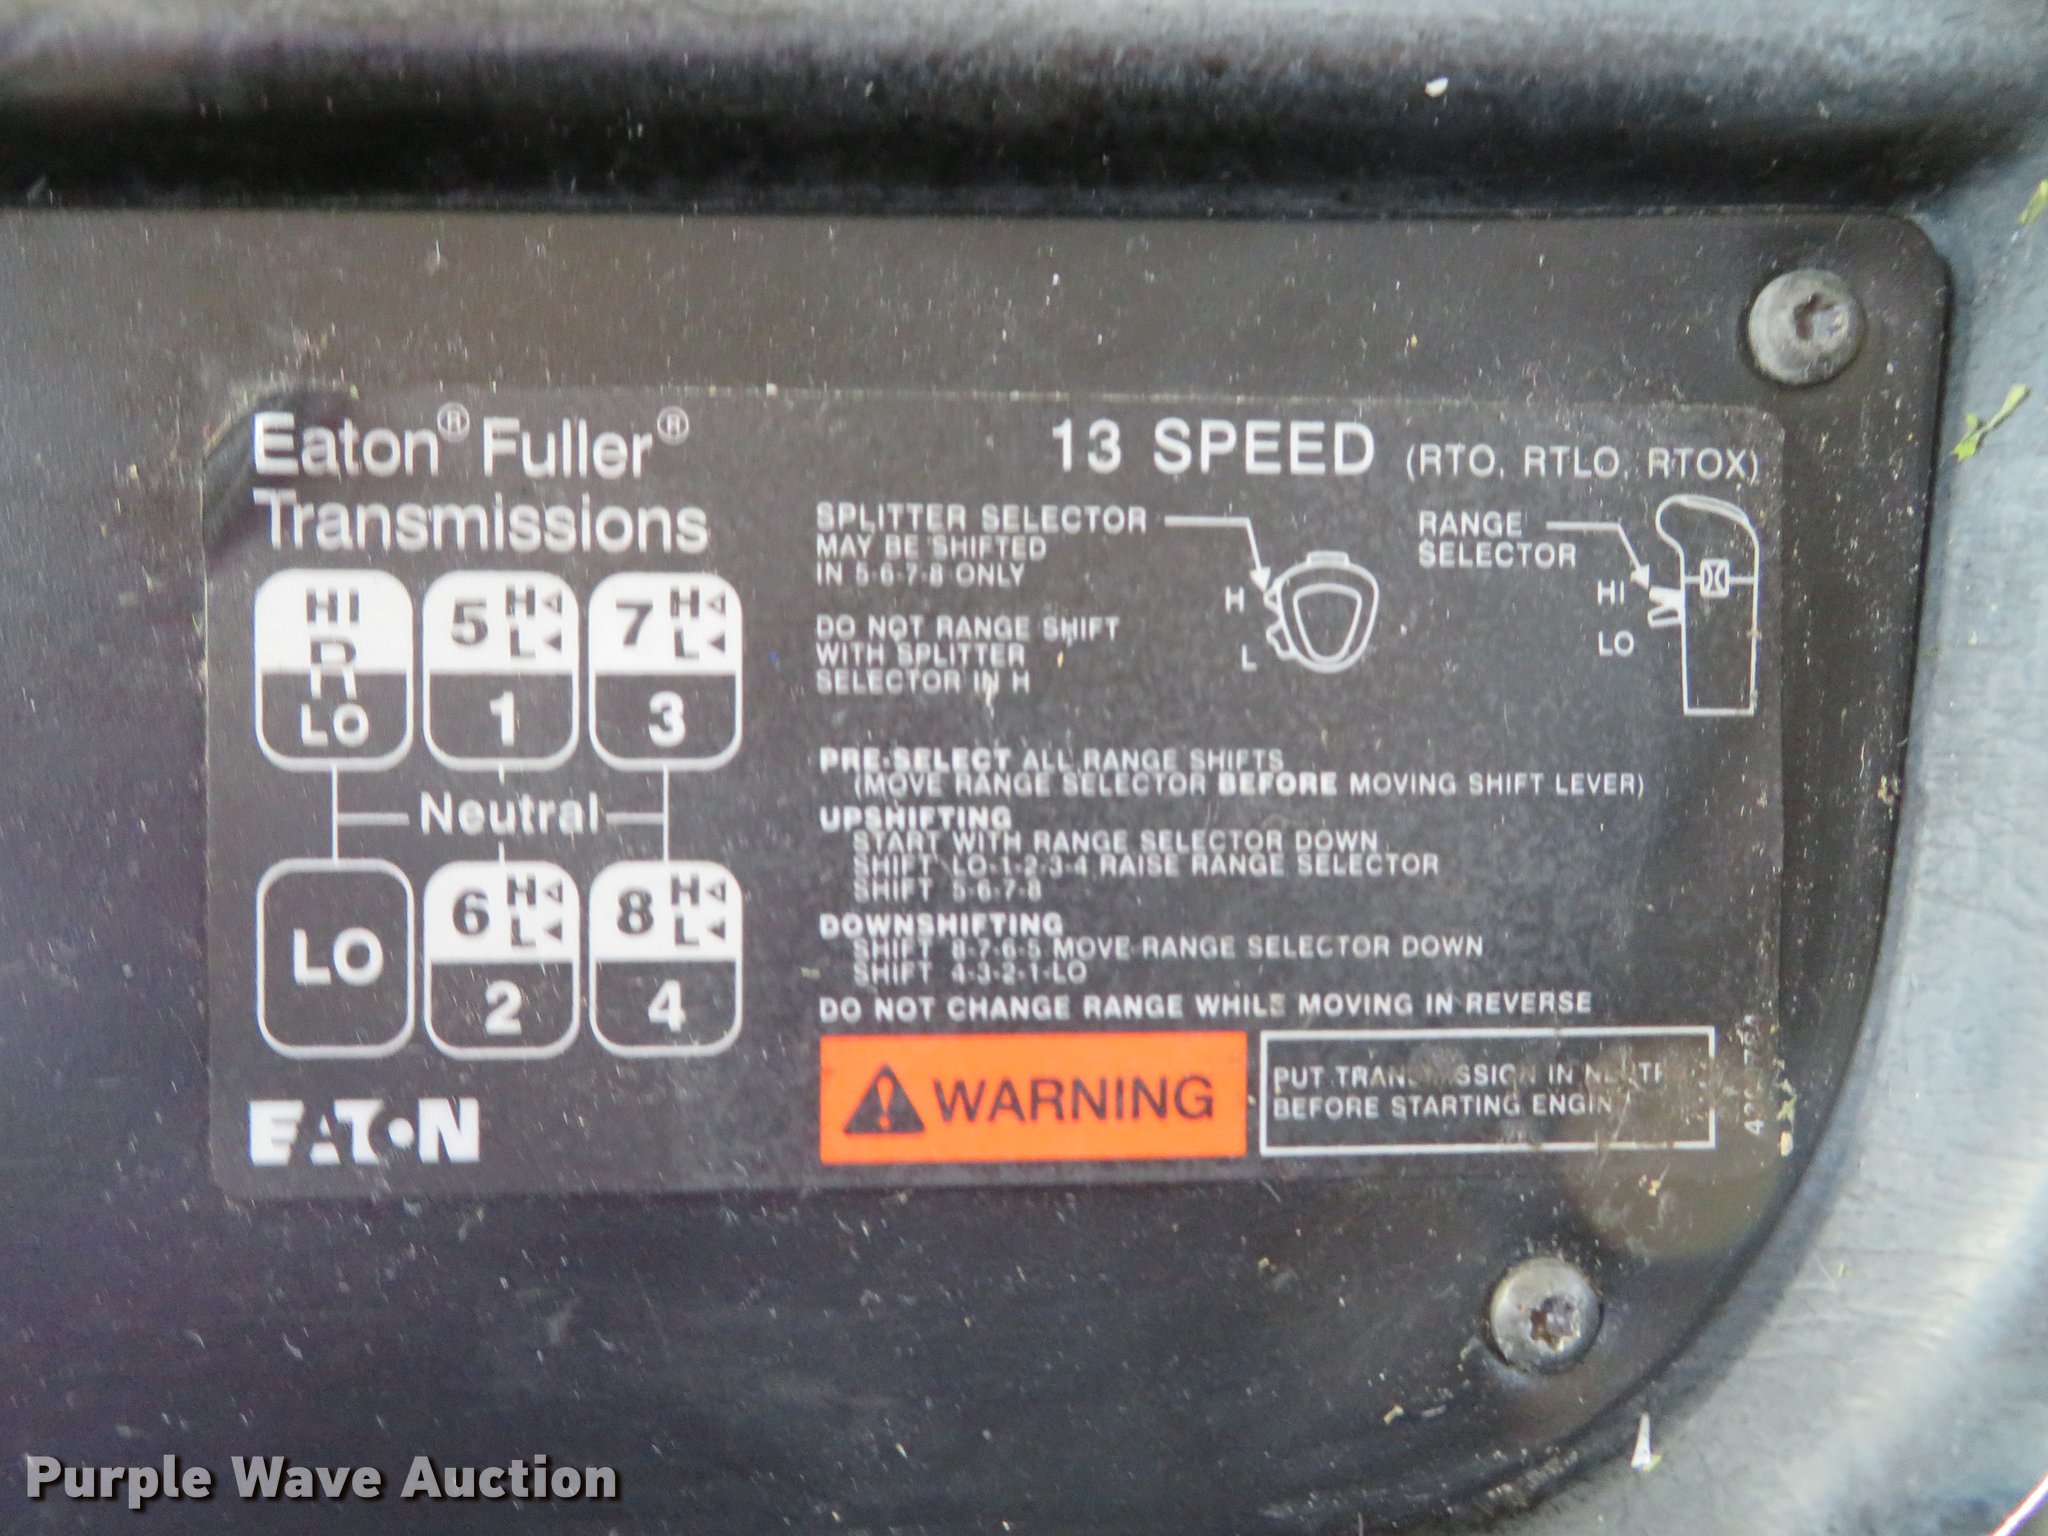 Eaton® Fuller®
Transmissions
13 SPEED (RTO, RTLO, RTOX)
SPLITTER SELECTOR
MAY BE SHIFTED
IN 5-6-7-8 ONLY
DO NOT RANGE SHIFT
WITH SPLITTER
SELECTOR IN H
H
L
RANGE
SELECTOR
HI
LO
HI
R
LO
5 H
L
1
7 H
L
3
Neutral
LO
6 H
L
2
8 H
L
4
PRE-SELECT ALL RANGE SHIFTS
(MOVE RANGE SELECTOR BEFORE MOVING SHIFT LEVER)
UPSHIFTING
START WITH RANGE SELECTOR DOWN
SHIFT LO-1-2-3-4 RAISE RANGE SELECTOR
SHIFT 5-6-7-8
DOWNSHIFTING
SHIFT 8-7-6-5 MOVE RANGE SELECTOR DOWN
SHIFT 4-3-2-1-LO
DO NOT CHANGE RANGE WHILE MOVING IN REVERSE
WARNING
PUT TRANSMISSION IN
BEFORE STARTING
EATON
Purple Wave Auction